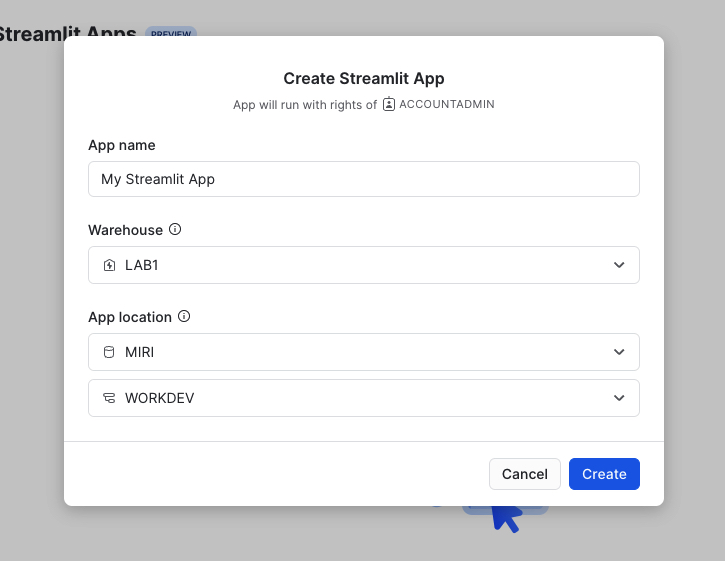 Streamlit Apps PREVIEW
Create Streamlit App
App will run with rights of ACCOUNTADMIN
App name
My Streamlit App
Warehouse
LAB1
App location
MIRI
WORKDEV
Cancel Create